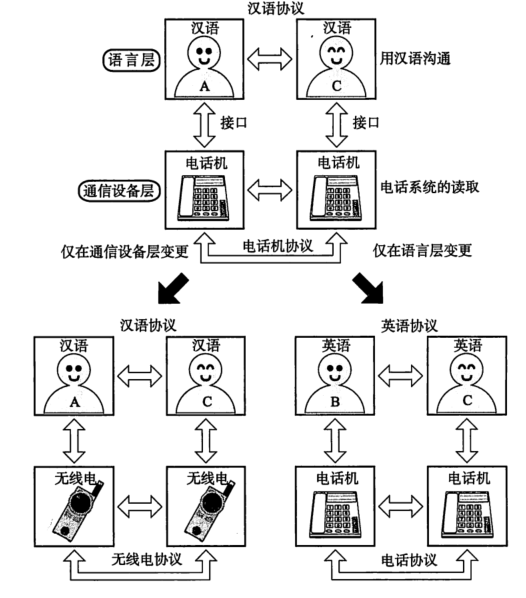 汉语协议
汉语 汉语
语言层 A C 用汉语沟通
接口 接口
电话机 电话机
通信设备层 电话系统的读取
仅在通信设备层变更 电话机协议 仅在语言层变更
汉语协议 英语协议
汉语 汉语 英语 英语
A C B C
无线电 无线电 电话机 电话机
无线电协议 电话协议